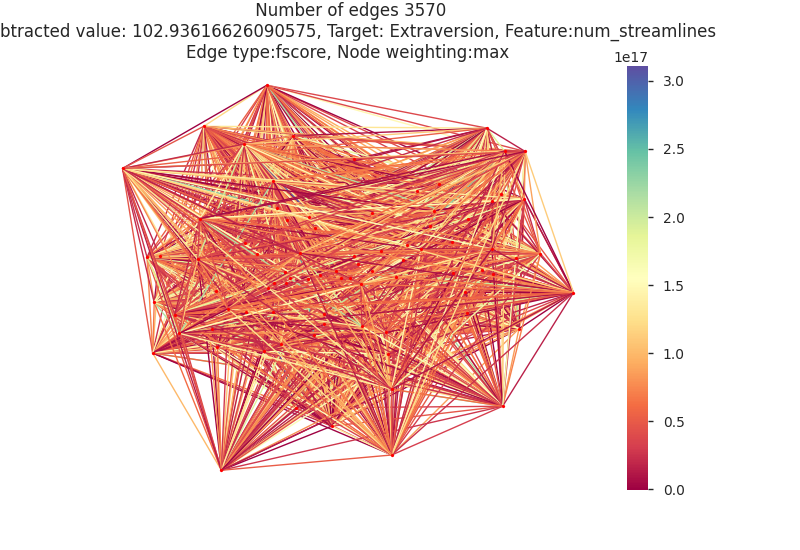 Number of edges 3570
btracted value: 102.93616626090575, Target: Extraversion, Feature:num_streamlines
Edge type:fscore, Node weighting:max
1e17
3.0
2.5
2.0
1.5
1.0
0.5
0.0